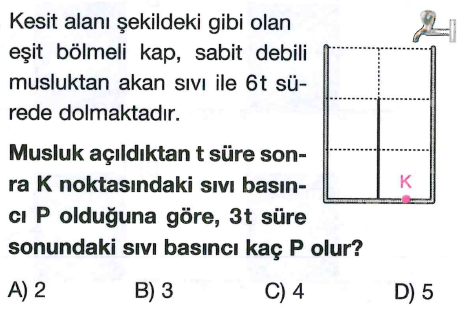 Kesit alanı şekildeki gibi olan
eşit bölmeli kap, sabit debili
musluktan akan sıvı ile 6t sü-
rede dolmaktadır.
Musluk açıldıktan t süre son-
ra K noktasındaki sıvı basın-
cı P olduğuna göre, 3t süre
sonundaki sıvı basıncı kaç P olur?
K
A) 2 B) 3 C) 4 D) 5